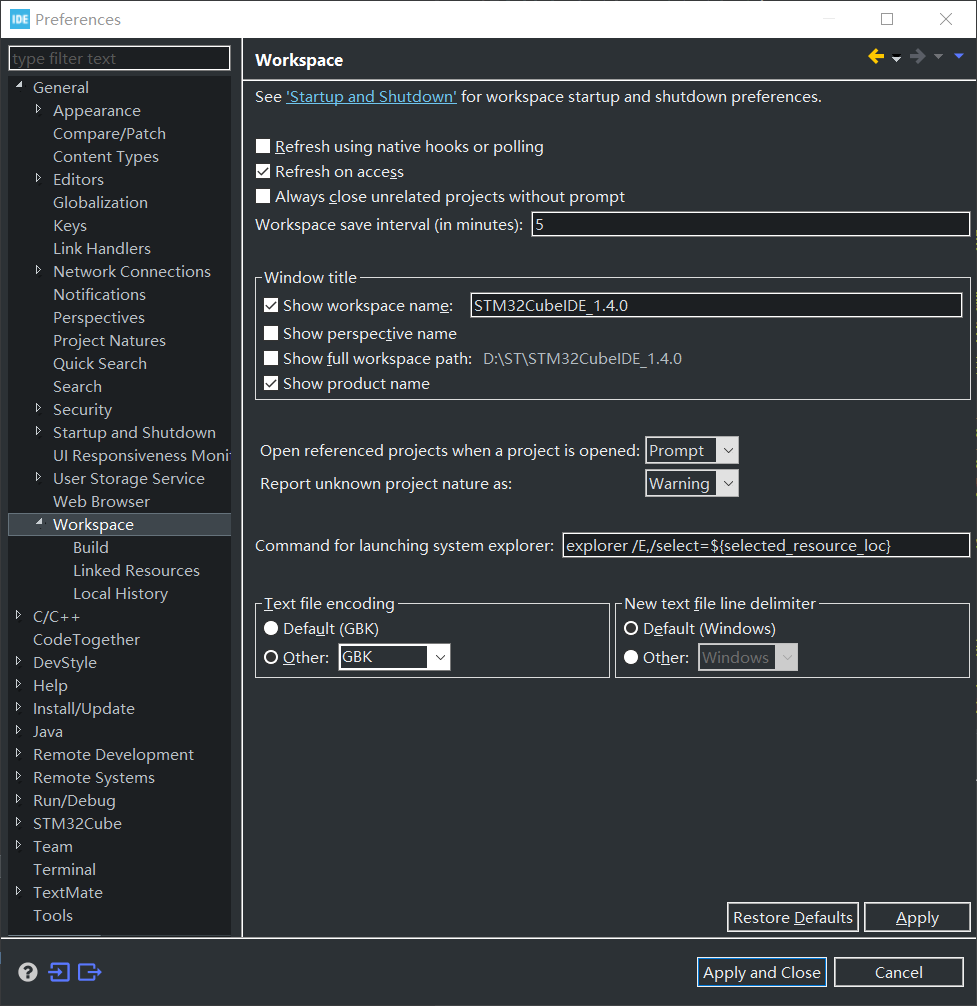 IDE Preferences
type filter text
General
Appearance
Compare/Patch
Content Types
Editors
Globalization
Keys
Link Handlers
Network Connections
Notifications
Perspectives
Project Natures
Quick Search
Search
Security
Startup and Shutdown
UI Responsiveness Moni
User Storage Service
Web Browser
Workspace
Build
Linked Resources
Local History
C/C++
CodeTogether
DevStyle
Help
Install/Update
Java
Remote Development
Remote Systems
Run/Debug
STM32Cube
Team
Terminal
TextMate
Tools
Workspace
See 'Startup and Shutdown' for workspace startup and shutdown preferences.
Refresh using native hooks or polling
Refresh on access
Always close unrelated projects without prompt
Workspace save interval (in minutes): 5
Window title
Show workspace name: STM32CubeIDE_1.4.0
Show perspective name
Show full workspace path: D:\ST\STM32CubeIDE_1.4.0
Show product name
Open referenced projects when a project is opened: Prompt
Report unknown project nature as: Warning
Command for launching system explorer: explorer /E,/select=${selected_resource_loc}
Text file encoding
Default (GBK)
Other: GBK
New text file line delimiter
Default (Windows)
Other: Windows
Restore Defaults Apply
? Apply and Close Cancel